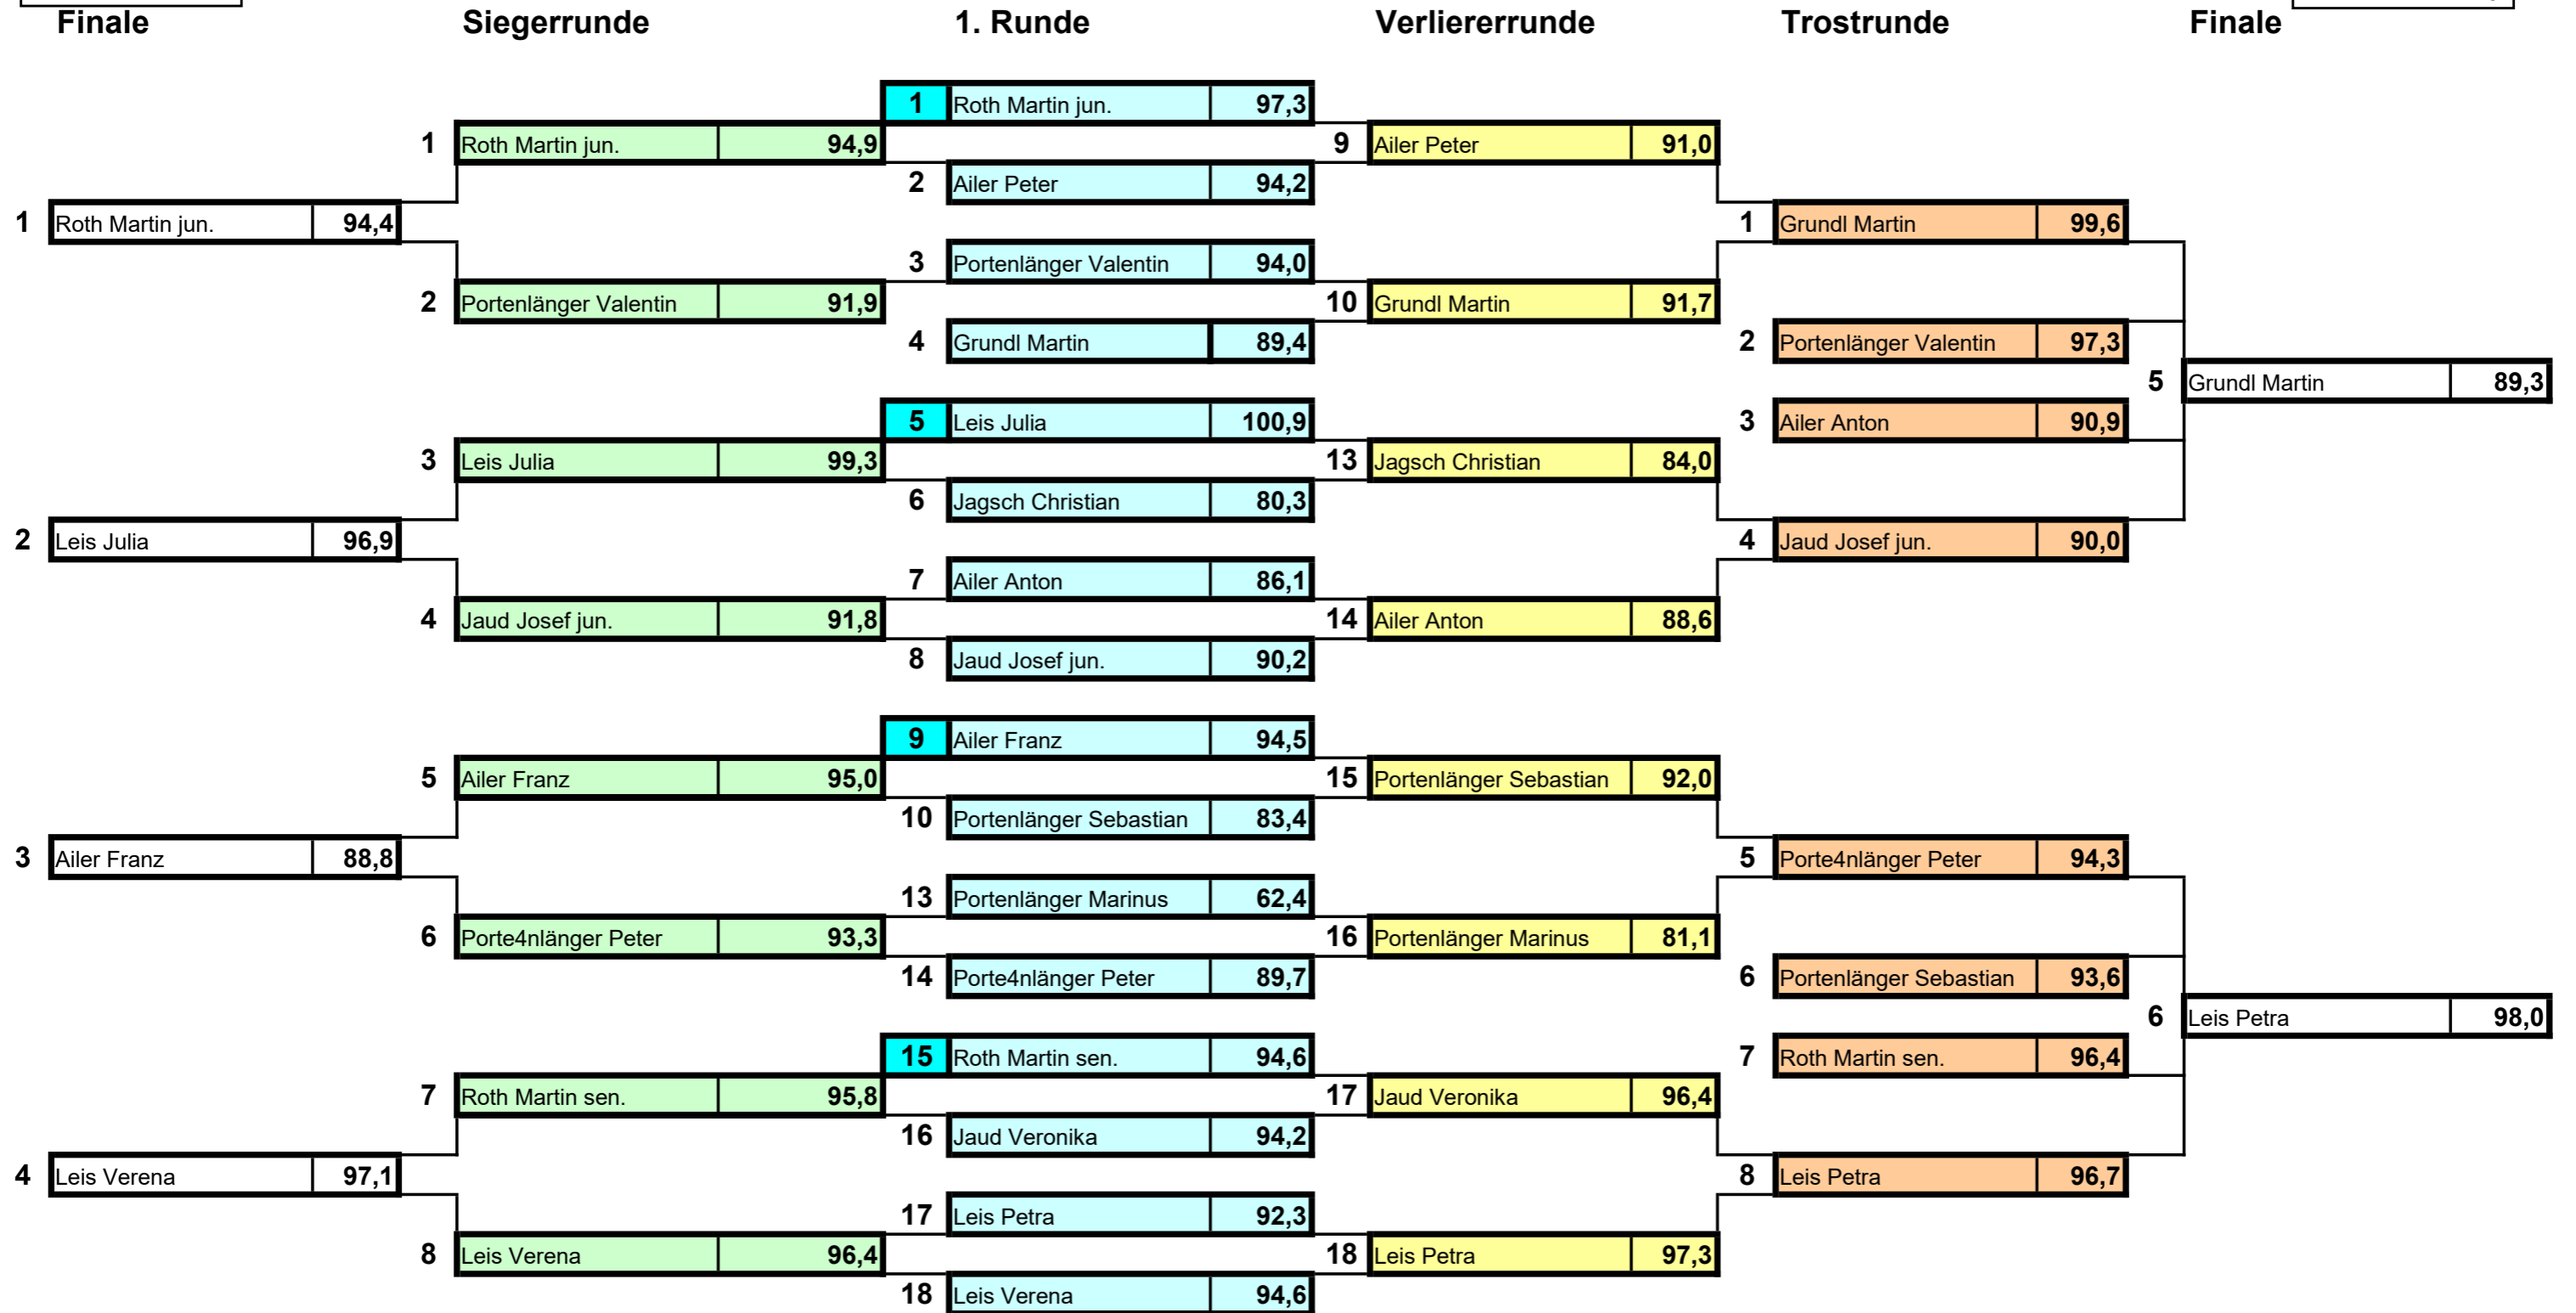 Finale Siegerrunde 1. Runde Verliererrunde Trostrunde Finale
1 Roth Martin jun. 97,3
1 Roth Martin jun. 94,9 9 Ailer Peter 91,0
2 Ailer Peter 94,2
1 Roth Martin jun. 94,4 1 Grundl Martin 99,6
3 Portenlänger Valentin 94,0
2 Portenlänger Valentin 91,9 10 Grundl Martin 91,7
4 Grundl Martin 89,4 2 Portenlänger Valentin 97,3
5 Grundl Martin 89,3
5 Leis Julia 100,9 3 Ailer Anton 90,9
3 Leis Julia 99,3 13 Jagsch Christian 84,0
6 Jagsch Christian 80,3
2 Leis Julia 96,9 4 Jaud Josef jun. 90,0
7 Ailer Anton 86,1
4 Jaud Josef jun. 91,8 14 Ailer Anton 88,6
8 Jaud Josef jun. 90,2
9 Ailer Franz 94,5
5 Ailer Franz 95,0 15 Portenlänger Sebastian 92,0
10 Portenlänger Sebastian 83,4
3 Ailer Franz 88,8 5 Porte4nlänger Peter 94,3
13 Portenlänger Marinus 62,4
6 Porte4nlänger Peter 93,3 16 Portenlänger Marinus 81,1
14 Porte4nlänger Peter 89,7 6 Portenlänger Sebastian 93,6
6 Leis Petra 98,0
15 Roth Martin sen. 94,6 7 Roth Martin sen. 96,4
7 Roth Martin sen. 95,8 17 Jaud Veronika 96,4
16 Jaud Veronika 94,2
4 Leis Verena 97,1 8 Leis Petra 96,7
17 Leis Petra 92,3
8 Leis Verena 96,4 18 Leis Petra 97,3
18 Leis Verena 94,6